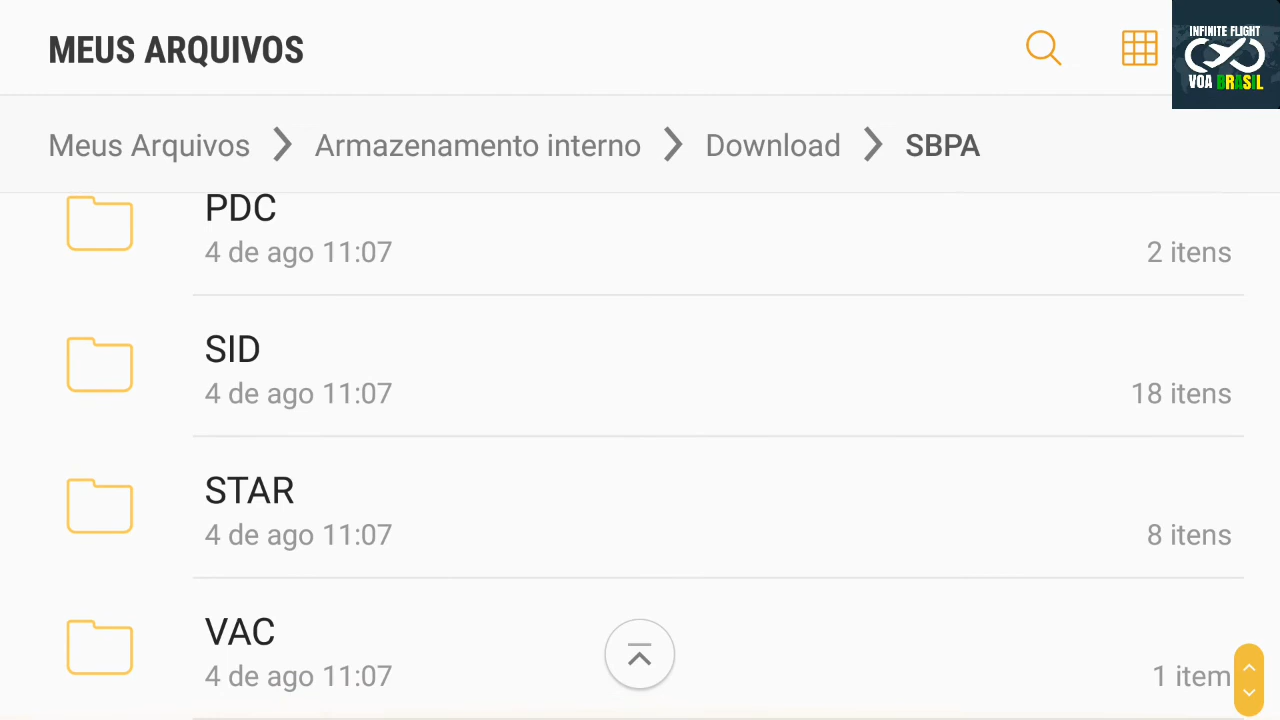 MEUS ARQUIVOS
INFINITE FLIGHT
VOA BRASIL
Meus Arquivos Armazenamento interno Download SBPA
PDC
4 de ago 11:07 2 itens
SID
4 de ago 11:07 18 itens
STAR
4 de ago 11:07 8 itens
VAC
4 de ago 11:07 1 item